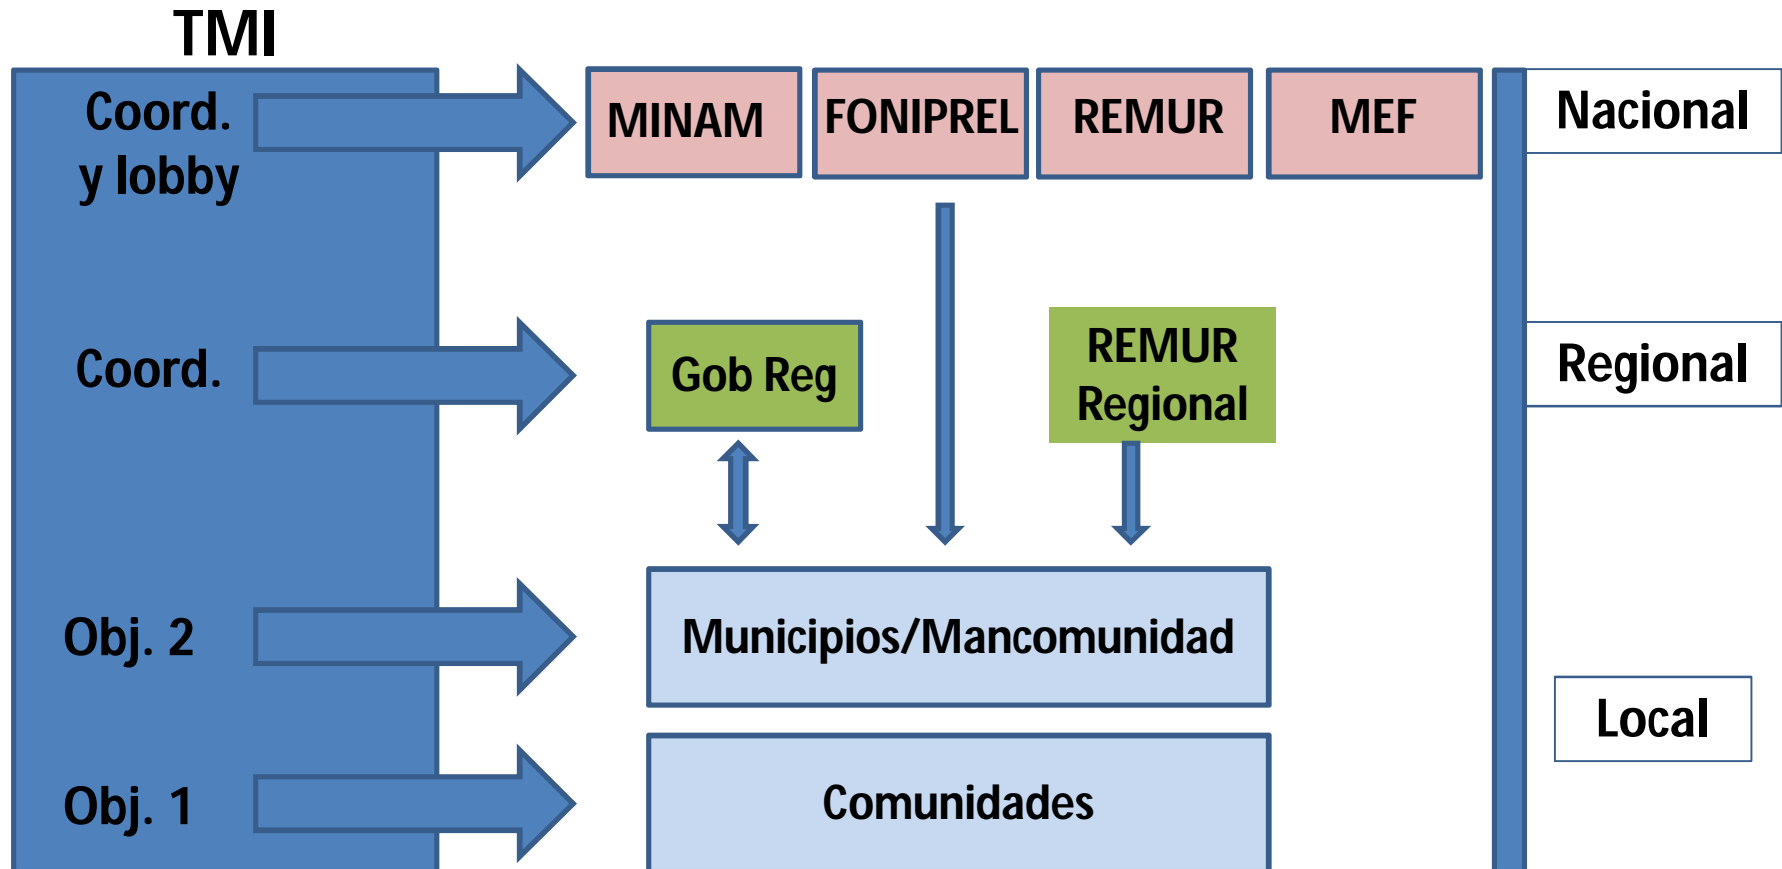 TMI
Coord.
y lobby
MINAM
FONIPREL
REMUR
MEF
Nacional
Coord.
Gob Reg
REMUR
Regional
Regional
Obj. 2
Municipios/Mancomunidad
Local
Obj. 1
Comunidades